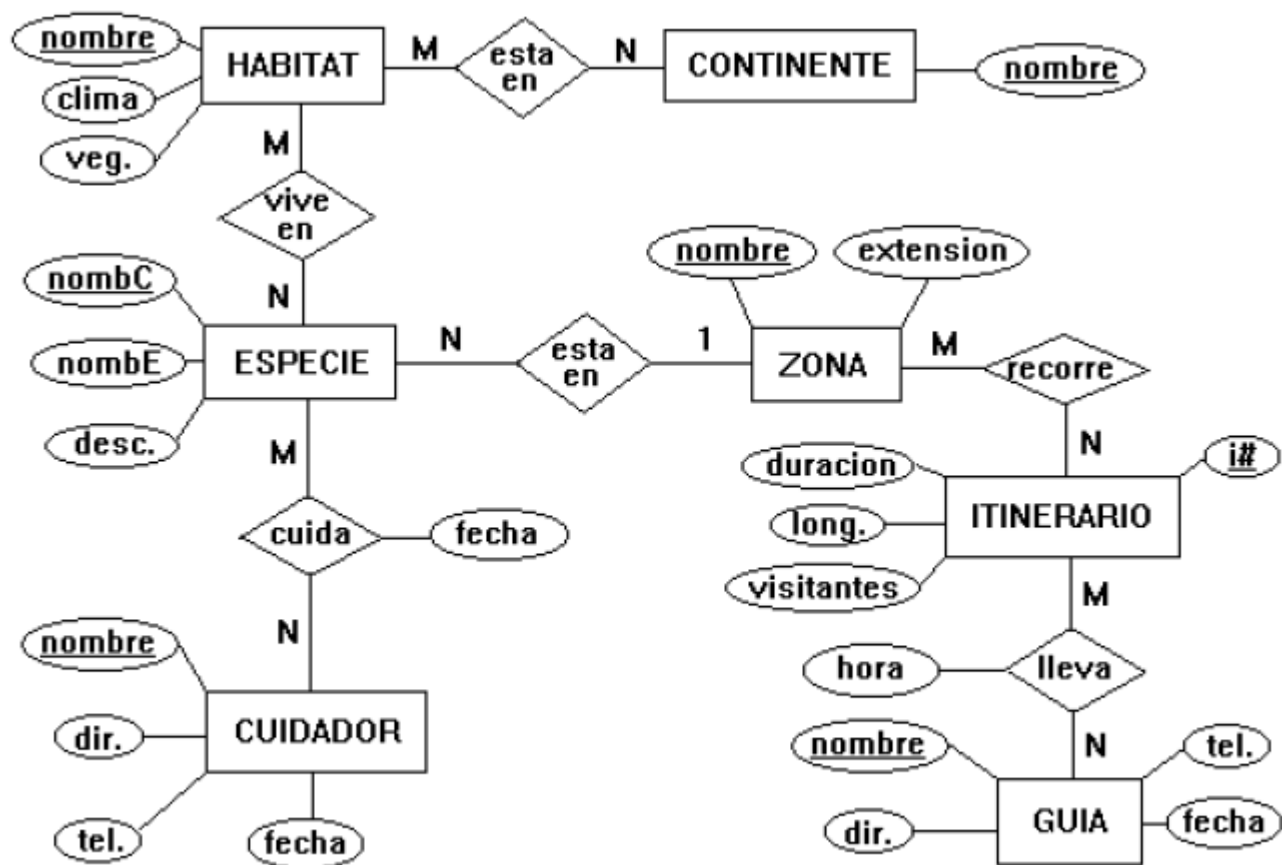 nombre
HABITAT
M
esta
en
N
CONTINENTE
nombre
clima
veg.
M
vive
en
N
nombC
nombE
desc.
ESPECIE
N
esta
en
1
nombre
extension
ZONA
M
recorre
N
duracion
i#
long.
ITINERARIO
visitantes
M
cuida
fecha
N
nombre
dir.
CUIDADOR
tel.
fecha
M
hora
lleva
N
nombre
tel.
GUIA
dir.
fecha